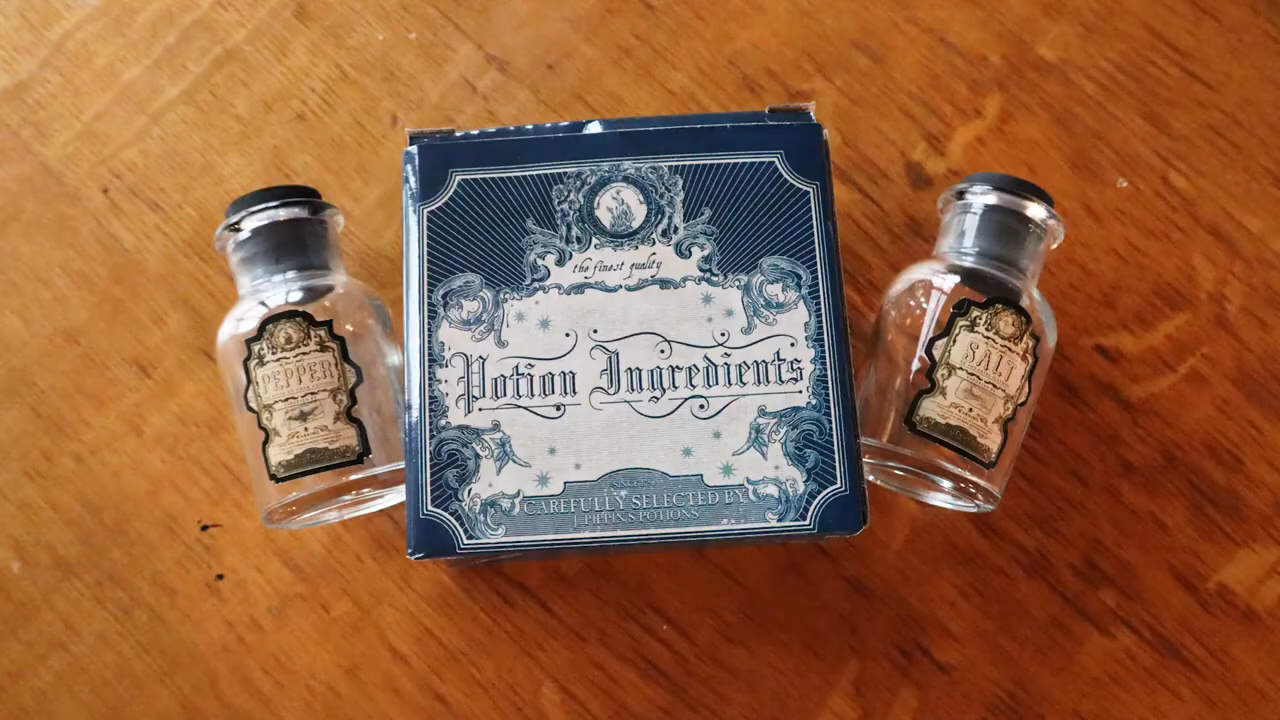 the finest quality
Potion Ingredients
CAREFULLY SELECTED BY
J. PIPPIN'S POTIONS
PEPPER
SALT